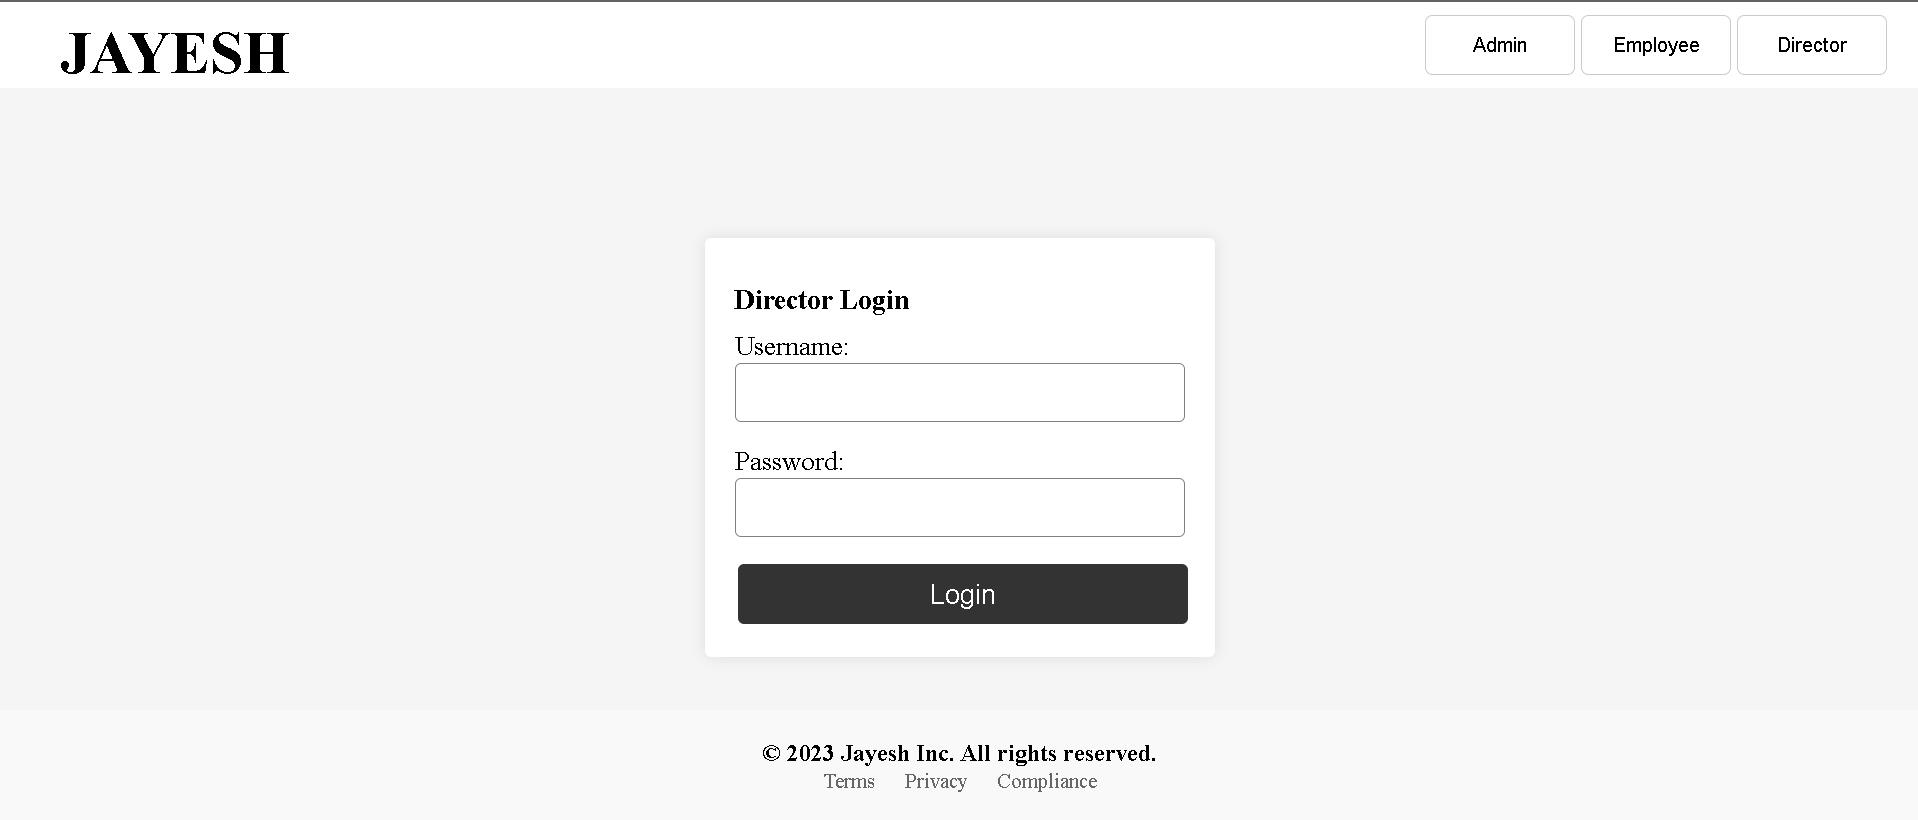 JAYESH
Admin Employee Director
Director Login
Username:
Password:
Login
© 2023 Jayesh Inc. All rights reserved.
Terms Privacy Compliance